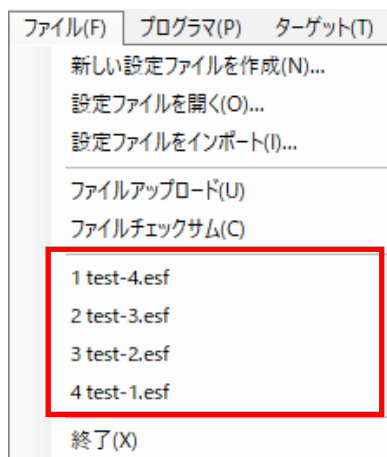 ファイル(F) プログラマ(P) ターゲット(T)
新しい設定ファイルを作成(N)...
設定ファイルを開く(O)...
設定ファイルをインポート(I)...
ファイルアップロード(U)
ファイルチェックサム(C)
1 test-4.esf
2 test-3.esf
3 test-2.esf
4 test-1.esf
終了(X)